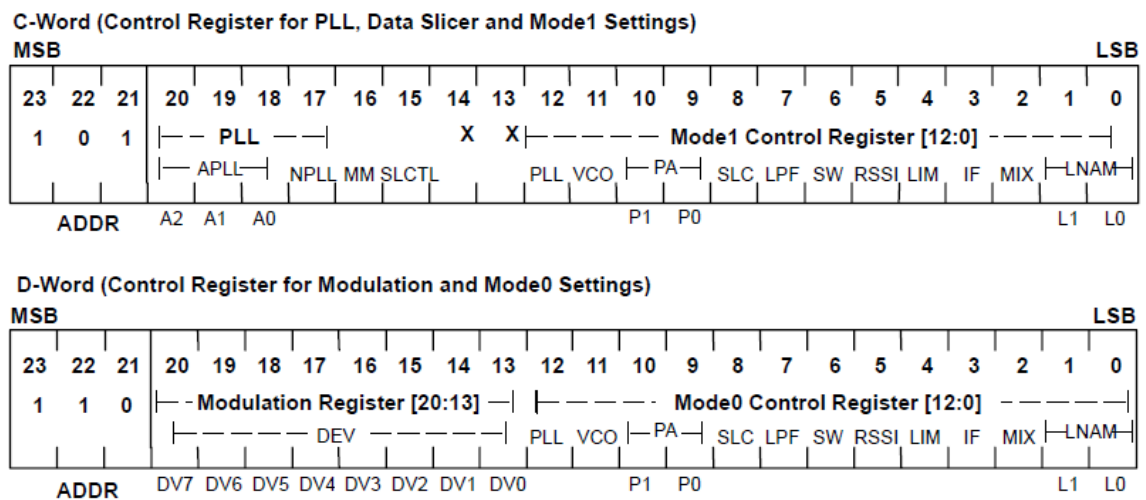 C-Word (Control Register for PLL, Data Slicer and Mode1 Settings)
MSB LSB
23 22 21 20 19 18 17 16 15 14 13 12 11 10 9 8 7 6 5 4 3 2 1 0
1 0 1 PLL X X Mode1 Control Register [12:0]
APLL NPLL MM SLCTL PLL VCO PA SLC LPF SW RSSI LIM IF MIX LNAM
ADDR A2 A1 A0 P1 P0 L1 L0
D-Word (Control Register for Modulation and Mode0 Settings)
MSB LSB
23 22 21 20 19 18 17 16 15 14 13 12 11 10 9 8 7 6 5 4 3 2 1 0
1 1 0 Modulation Register [20:13] Mode0 Control Register [12:0]
DEV PLL VCO PA SLC LPF SW RSSI LIM IF MIX LNAM
ADDR DV7 DV6 DV5 DV4 DV3 DV2 DV1 DV0 P1 P0 L1 L0